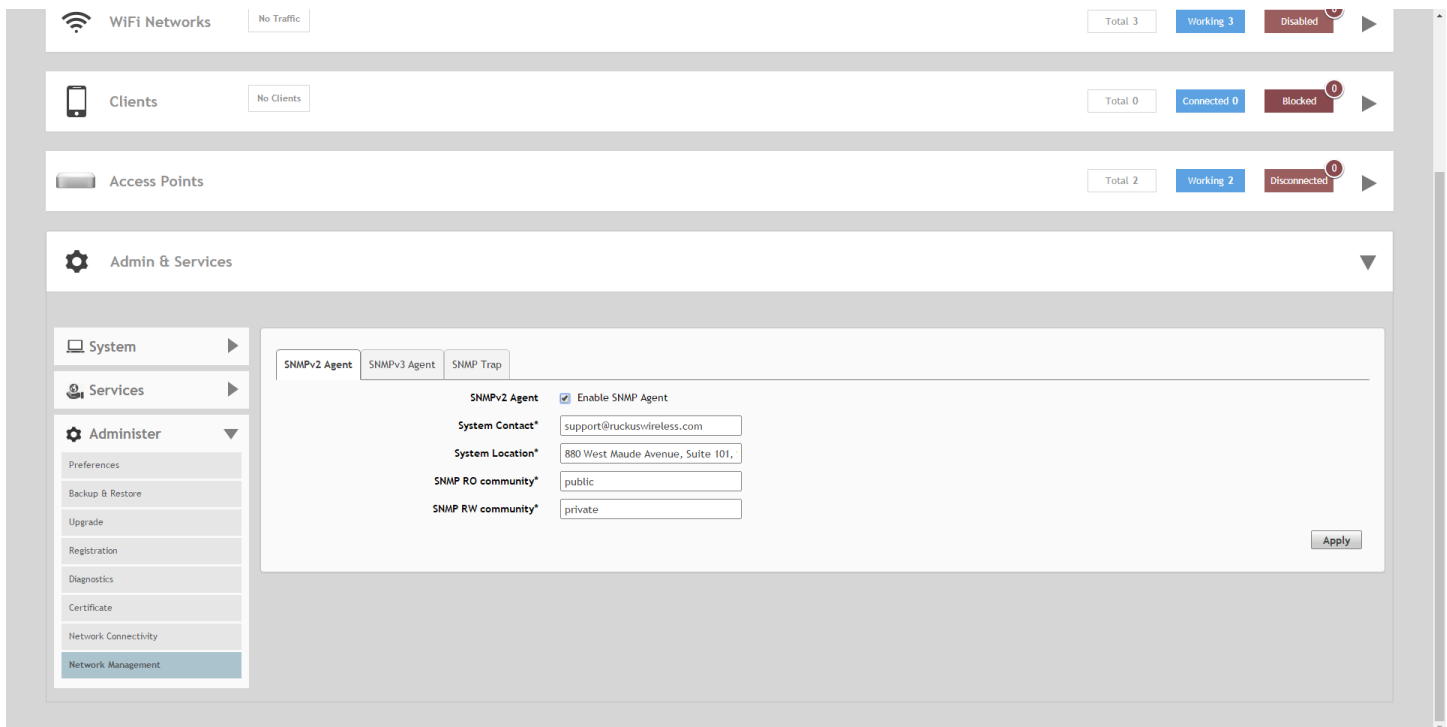 WiFi Networks No Traffic Total 3 Working 3 Disabled 0
Clients No Clients Total 0 Connected 0 Blocked 0
Access Points Total 2 Working 2 Disconnected 0
Admin & Services
System
Services
Administer
Preferences
Backup & Restore
Upgrade
Registration
Diagnostics
Certificate
Network Connectivity
Network Management
SNMPv2 Agent SNMPv3 Agent SNMP Trap
SNMPv2 Agent Enable SNMP Agent
System Contact* support@ruckuswireless.com
System Location* 880 West Maude Avenue, Suite 101,
SNMP RO community* public
SNMP RW community* private
Apply